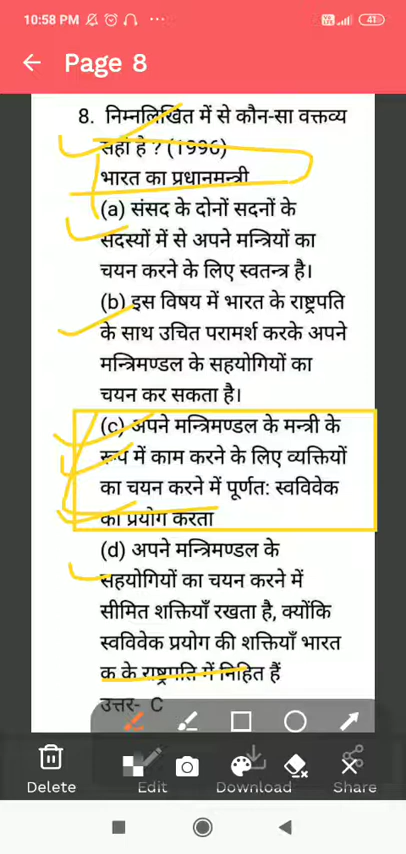 10:58 PM
41
Page 8
8. निम्नलिखित में से कौन-सा वक्तव्य
सही है ? (1996)
भारत का प्रधानमन्त्री
(a) संसद के दोनों सदनों के
सदस्यों में से अपने मन्त्रियों का
चयन करने के लिए स्वतन्त्र है।
(b) इस विषय में भारत के राष्ट्रपति
के साथ उचित परामर्श करके अपने
मन्त्रिमण्डल के सहयोगियों का
चयन कर सकता है।
(c) अपने मन्त्रिमण्डल के मन्त्री के
रूप में काम करने के लिए व्यक्तियों
का चयन करने में पूर्णत: स्वविवेक
का प्रयोग करता
(d) अपने मन्त्रिमण्डल के
सहयोगियों का चयन करने में
सीमित शक्तियाँ रखता है, क्योंकि
स्वविवेक प्रयोग की शक्तियाँ भारत
क के राष्ट्रपति में निहित हैं
उत्तर- C
Delete Edit Download Share